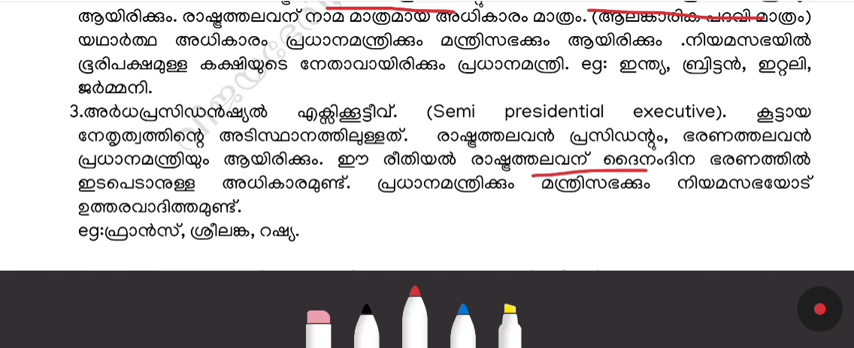 ആയിരിക്കും. രാഷ്ട്രത്തലവന് നാമ മാത്രമായ അധികാരം മാത്രം. (ആലങ്കാരിക പദവി മാത്രം)
യഥാർത്ഥ അധികാരം പ്രധാനമന്ത്രിക്കും മന്ത്രിസഭക്കും ആയിരിക്കും .നിയമസഭയിൽ
ഭൂരിപക്ഷമുള്ള കക്ഷിയുടെ നേതാവായിരിക്കും പ്രധാനമന്ത്രി. eg: ഇന്ത്യ, ബ്രിട്ടൻ, ഇറ്റലി,
ജർമ്മനി.
3.അർധപ്രസിഡൻഷ്യൽ എക്സിക്കൂട്ടീവ്. (Semi presidential executive). കൂട്ടായ
നേതൃത്വത്തിന്റെ അടിസ്ഥാനത്തിലുള്ളത്. രാഷ്ട്രത്തലവൻ പ്രസിഡന്റും, ഭരണത്തലവൻ
പ്രധാനമന്ത്രിയും ആയിരിക്കും. ഈ രീതിയൽ രാഷ്ട്രത്തലവന് ദൈനംദിന ഭരണത്തിൽ
ഇടപെടാനുള്ള അധികാരമുണ്ട്. പ്രധാനമന്ത്രിക്കും മന്ത്രിസഭക്കും നിയമസഭയോട്
ഉത്തരവാദിത്തമുണ്ട്.
eg:ഫ്രാൻസ്, ശ്രീലങ്ക, റഷ്യ.